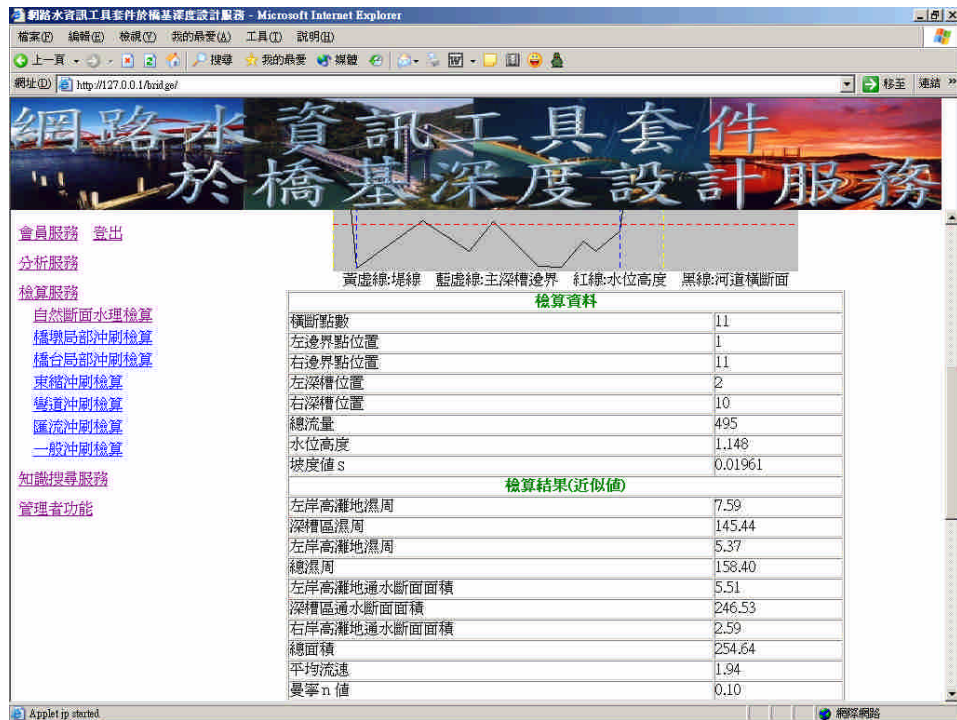 網路水資訊工具套件於橋基深度設計服務 - Microsoft Internet Explorer
檔案(F) 編輯(E) 檢視(V) 我的最愛(A) 工具(T) 說明(H)
上一頁 搜尋 我的最愛 媒體
網址(D) http://127.0.0.1/bridge/ 移至 連結 »
網路水資訊工具套件
於橋基深度設計服務
會員服務 登出
分析服務
檢算服務
自然斷面水理檢算
橋墩局部沖刷檢算
橋台局部沖刷檢算
束縮沖刷檢算
彎道沖刷檢算
匯流沖刷檢算
一般沖刷檢算
知識搜尋服務
管理者功能
黃虛線:堤線 藍虛線:主深槽邊界 紅線:水位高度 黑線:河道橫斷面
檢算資料
橫斷點數 11
左邊界點位置 1
右邊界點位置 11
左深槽位置 2
右深槽位置 10
總流量 495
水位高度 1.148
坡度值 s 0.01961
檢算結果(近似值)
左岸高灘地濕周 7.59
深槽區濕周 145.44
左岸高灘地濕周 5.37
總濕周 158.40
左岸高灘地通水斷面面積 5.51
深槽區通水斷面面積 246.53
右岸高灘地通水斷面面積 2.59
總面積 254.64
平均流速 1.94
曼寧 n 值 0.10
Applet jp started. 網際網路